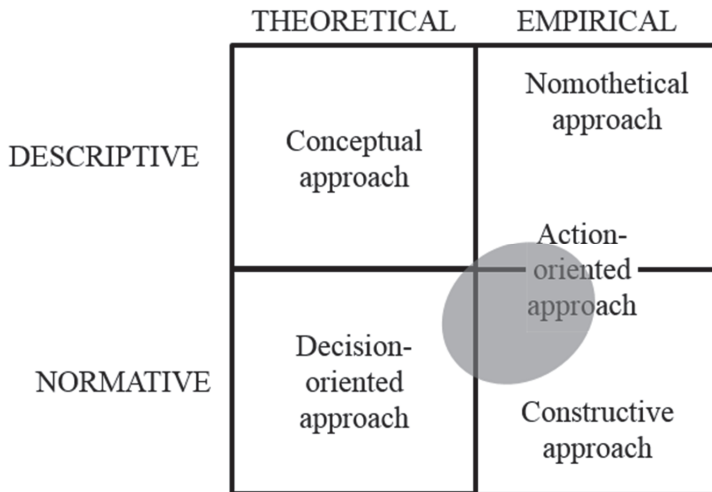 THEORETICAL EMPIRICAL
DESCRIPTIVE
Conceptual
approach
Nomothetical
approach
Action-
oriented
approach
NORMATIVE
Decision-
oriented
approach
Constructive
approach